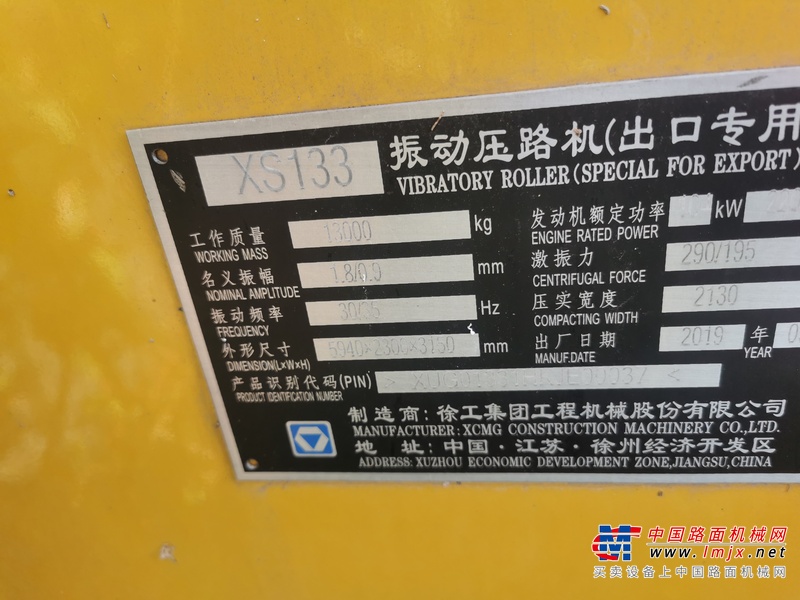 XS133
振动压路机(出口专用
VIBRATORY ROLLER(SPECIAL FOR EXPORT)
工作质量 13000 kg
WORKING MASS
名义振幅 1.8/0.9 mm
NOMINAL AMPLITUDE
振动频率 30/35 Hz
FREQUENCY
外形尺寸 mm
DIMENSION(L×W×H)
发动机额定功率 kW
ENGINE RATED POWER
激振力 290/195
CENTRIFUGAL FORCE
压实宽度 2130
COMPACTING WIDTH
出厂日期 2019 年
MANUF.DATE YEAR
产品识别代码(PIN)
PRODUCT IDENTIFICATION NUMBER
制造商:徐工集团工程机械股份有限公司
MANUFACTURER:XCMG CONSTRUCTION MACHINERY CO.,LTD.
地 址:中国·江苏·徐州经济开发区
ADDRESS:XUZHOU ECONOMIC DEVELOPMENT ZONE,JIANGSU,CHINA
中国路面机械网
www.lmjx.net
买卖设备上中国路面机械网